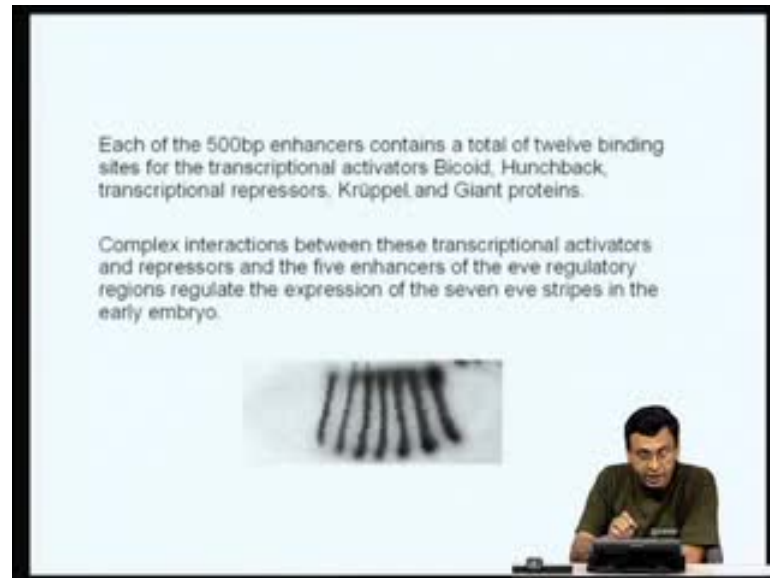 Each of the 500bp enhancers contains a total of twelve binding
sites for the transcriptional activators Bicoid, Hunchback,
transcriptional repressors, Krüppel and Giant proteins.
Complex interactions between these transcriptional activators
and repressors and the five enhancers of the eve regulatory
regions regulate the expression of the seven eve stripes in the
early embryo.